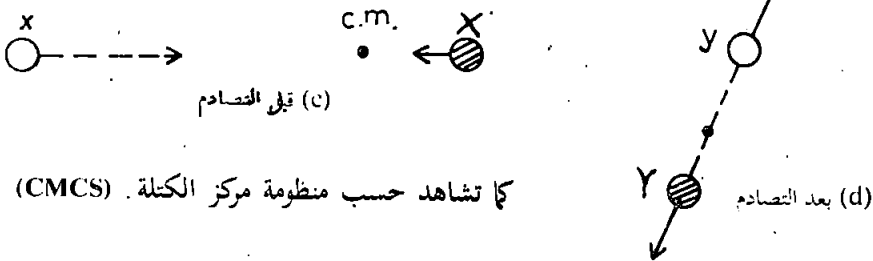 x
c.m.
X
y
(c) قبل التصادم
Y
(d) بعد التصادم
كما تشاهد حسب منظومة مركز الكتلة . (CMCS)